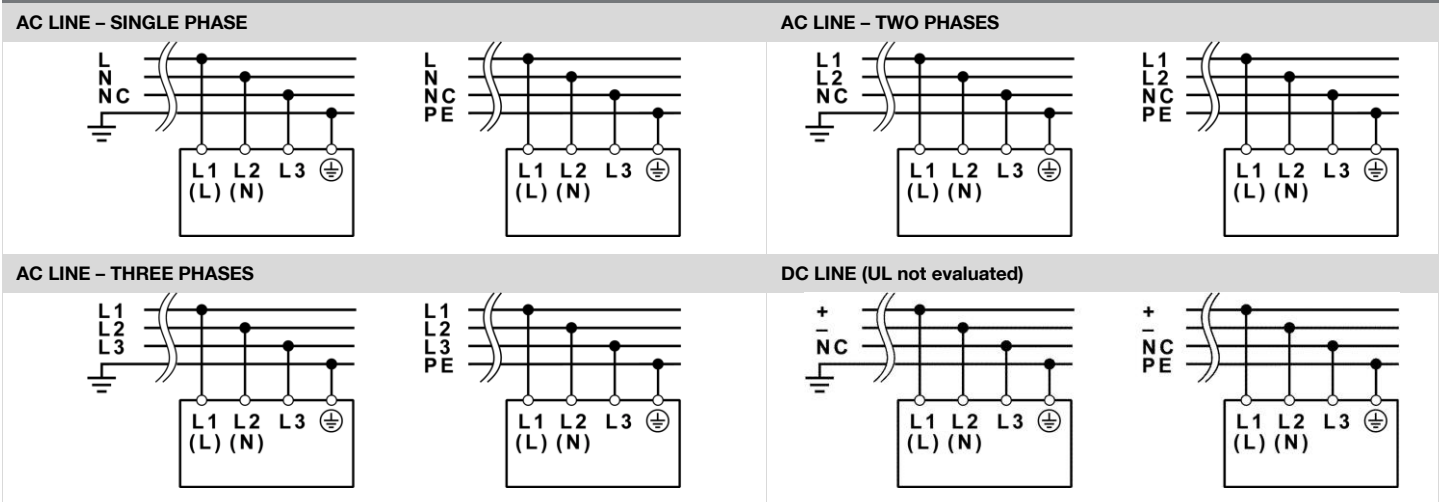 AC LINE – SINGLE PHASE
L
N
NC
L1 L2 L3
(L) (N)
L
N
NC
PE
L1 L2 L3
(L) (N)
AC LINE – TWO PHASES
L1
L2
NC
L1 L2 L3
(L) (N)
L1
L2
NC
PE
L1 L2 L3
(L) (N)
AC LINE – THREE PHASES
L1
L2
L3
L1 L2 L3
(L) (N)
L1
L2
L3
PE
L1 L2 L3
(L) (N)
DC LINE (UL not evaluated)
+
–
NC
L1 L2 L3
(L) (N)
+
–
NC
PE
L1 L2 L3
(L) (N)